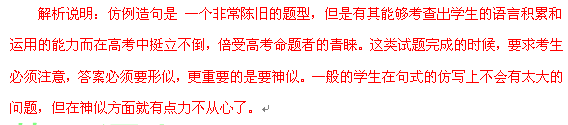 解析说明：仿例造句是 一个非常陈旧的题型，但是有其能够考查出学生的语言积累和
运用的能力而在高考中挺立不倒，倍受高考命题者的青睐。这类试题完成的时候，要求考生
必须注意，答案必须要形似，更重要的是要神似。一般的学生在句式的仿写上不会有太大的
问题，但在神似方面就有点力不从心了。